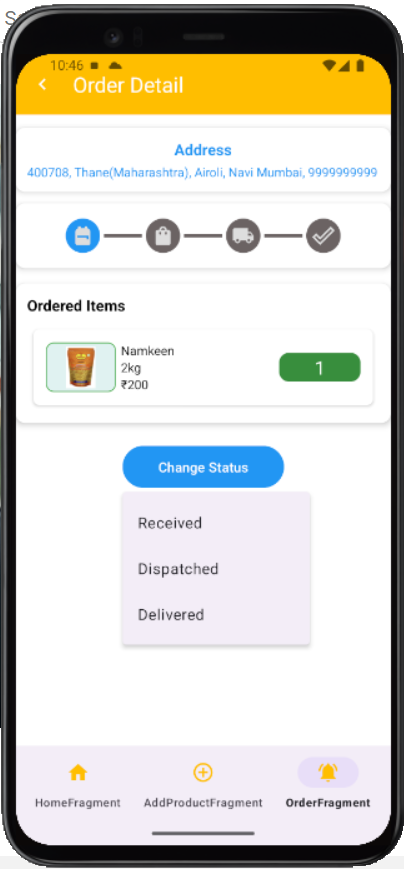 S
10:46
Order Detail
Address
400708, Thane(Maharashtra), Airoli, Navi Mumbai, 9999999999
Ordered Items
Namkeen
2kg
₹200
1
Change Status
Received
Dispatched
Delivered
HomeFragment AddProductFragment OrderFragment